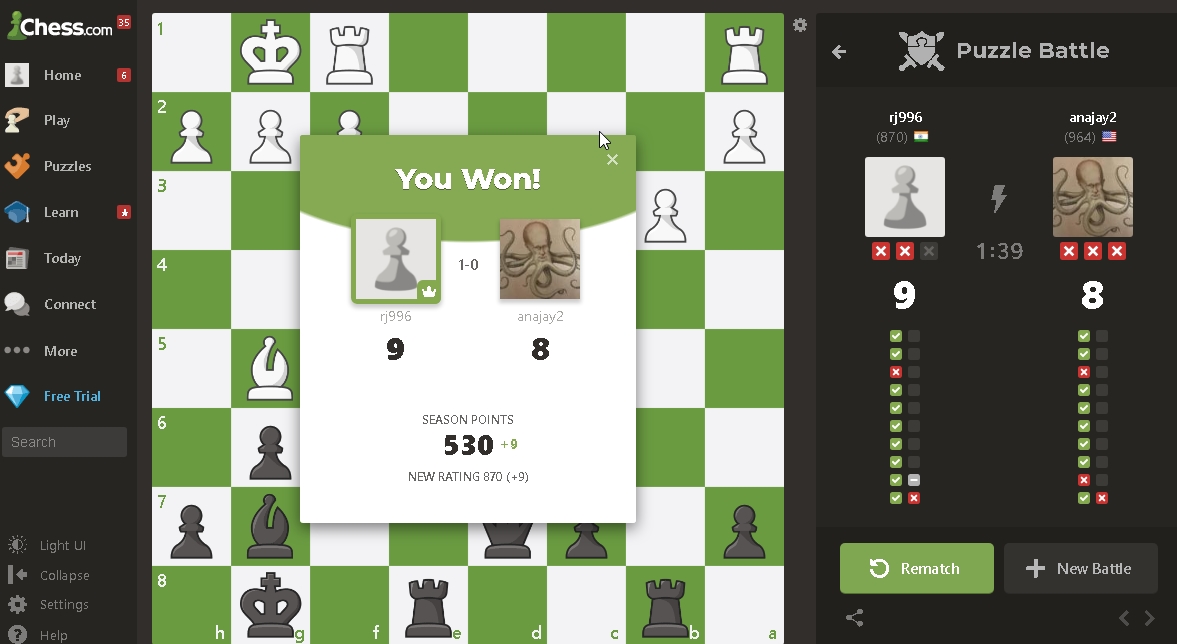 Chess.com 35
Home 6
Play
Puzzles
Learn
Today
Connect
More
Free Trial
Search
Light UI
Collapse
Settings
Help
1
2
3
4
5
6
7
8
h g f e d c b a
You Won!
1-0
rj996 anajay2
9 8
SEASON POINTS
530 +9
NEW RATING 870 (+9)
Puzzle Battle
rj996 anajay2
(870) (964)
1:39
9 8
Rematch
New Battle